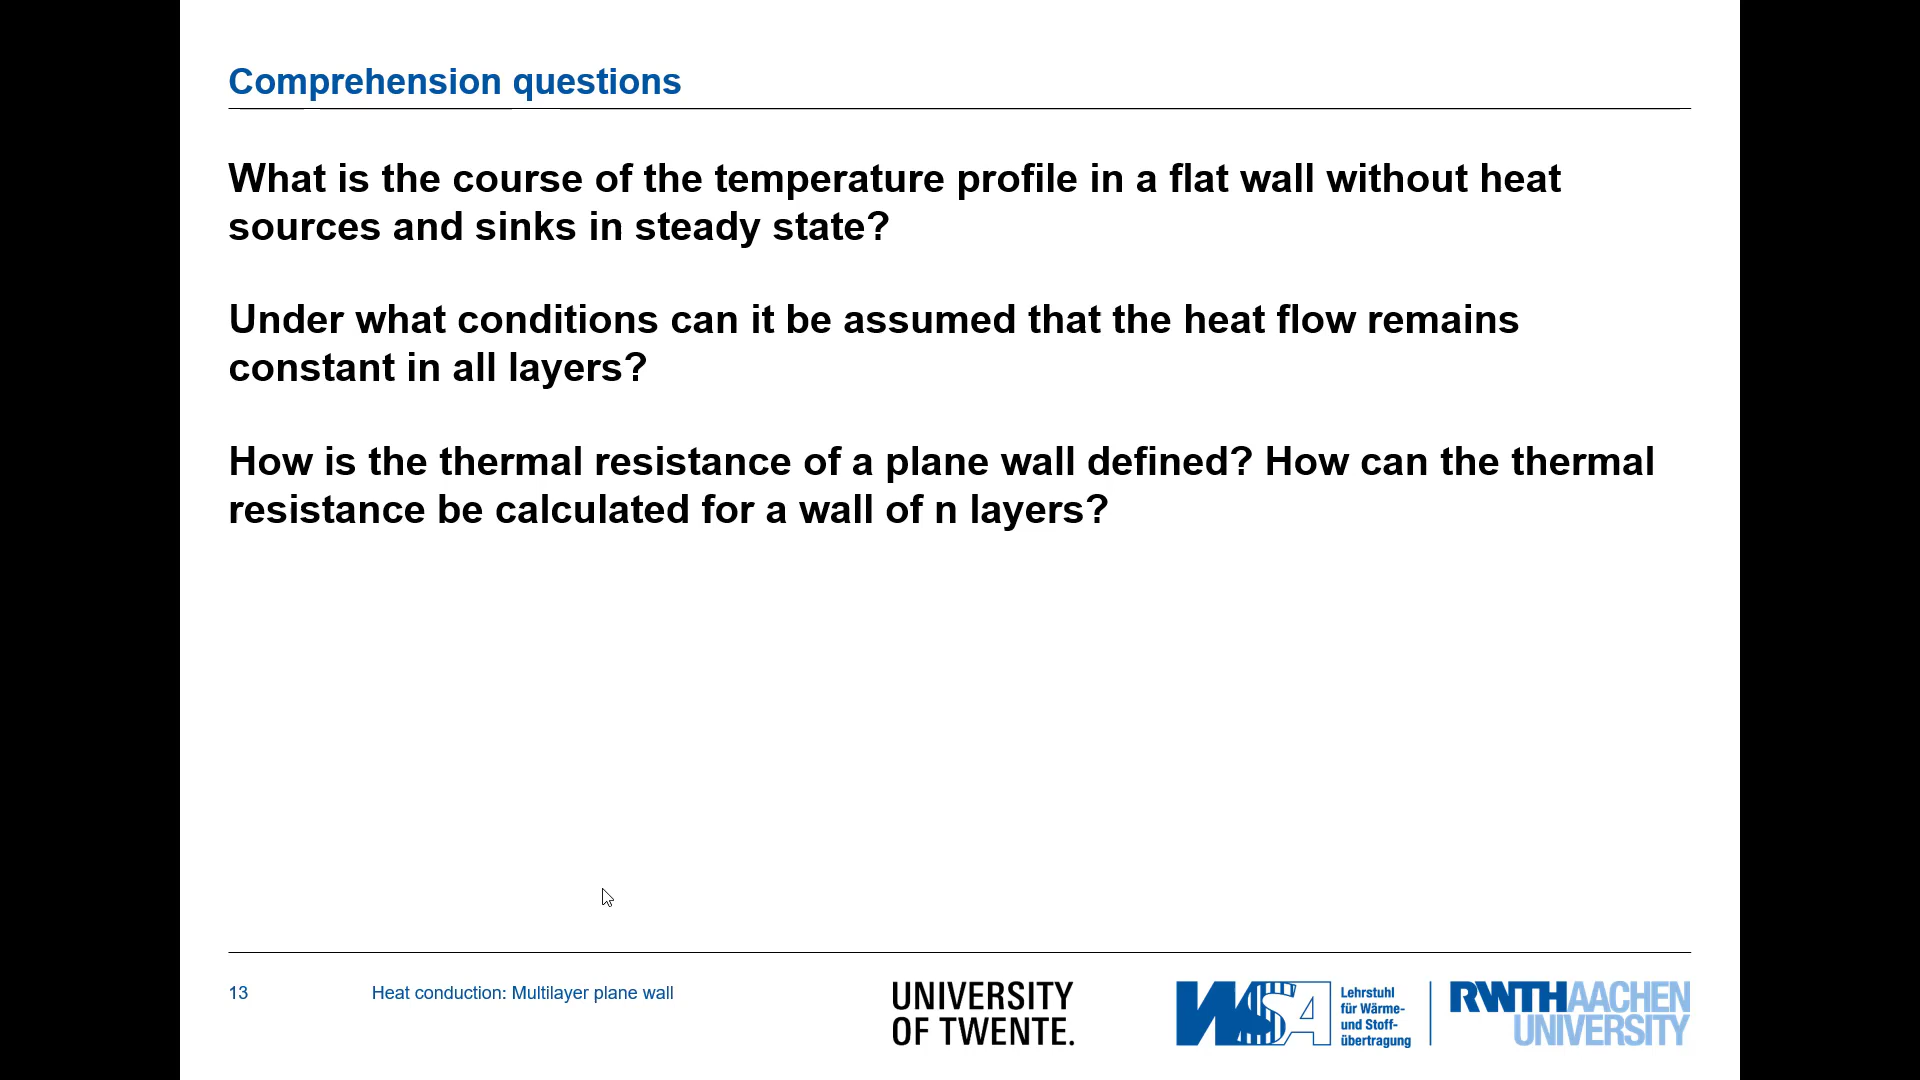 Comprehension questions
What is the course of the temperature profile in a flat wall without heat
sources and sinks in steady state?
Under what conditions can it be assumed that the heat flow remains
constant in all layers?
How is the thermal resistance of a plane wall defined? How can the thermal
resistance be calculated for a wall of n layers?
13
Heat conduction: Multilayer plane wall
UNIVERSITY
OF TWENTE.
WSA
Lehrstuhl
für Wärme-
und Stoff-
übertragung
RWTHAACHEN
UNIVERSITY